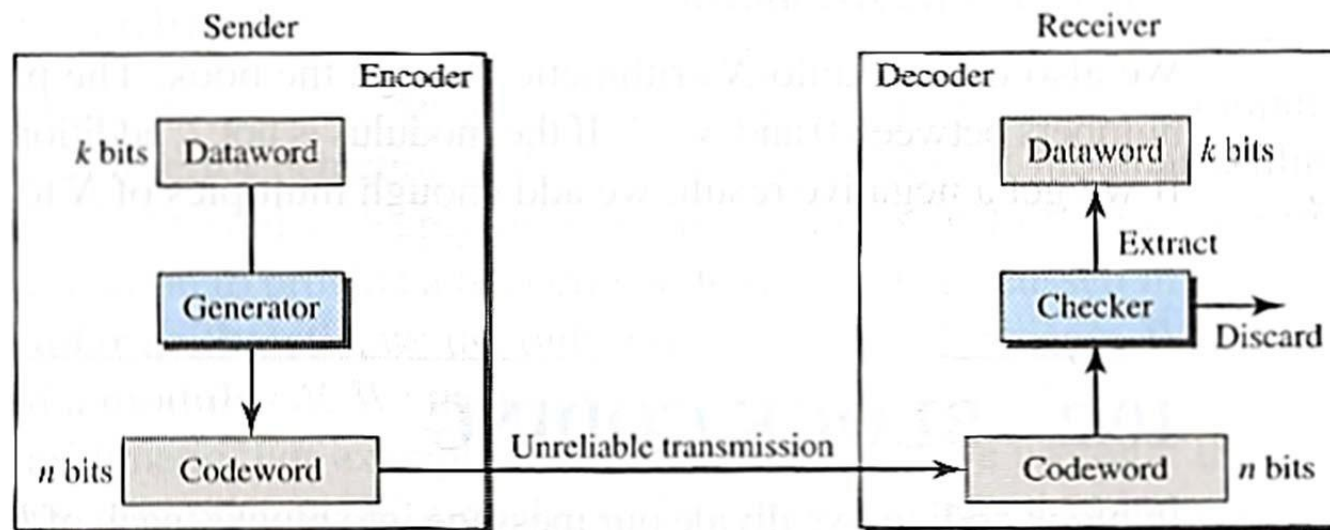 Sender
Receiver
Encoder
Decoder
k bits
Dataword
Dataword
k bits
Extract
Generator
Checker
Discard
Unreliable transmission
n bits
Codeword
Codeword
n bits